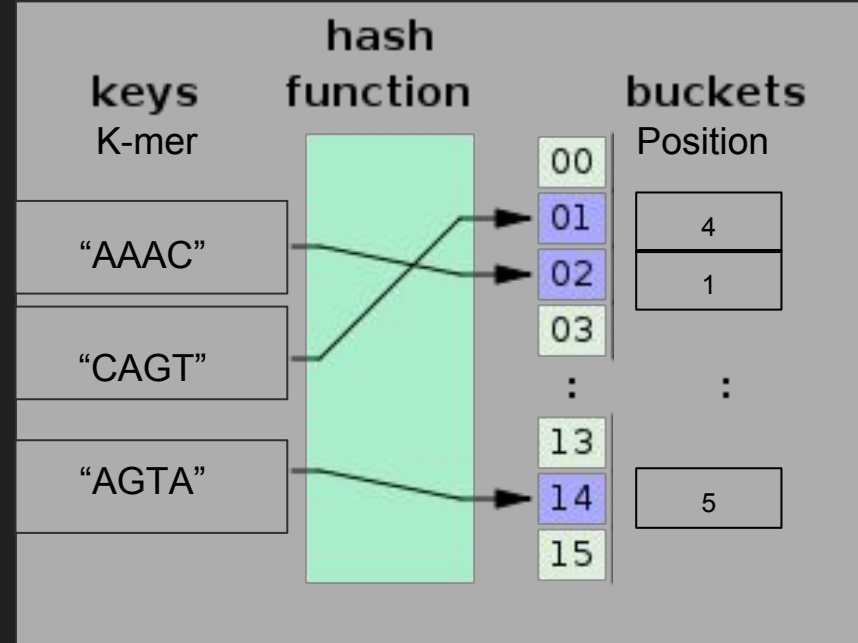 hash
keys function buckets
K-mer Position
00
“AAAC” 01 4
02 1
“CAGT” 03
: :
13
“AGTA” 14 5
15